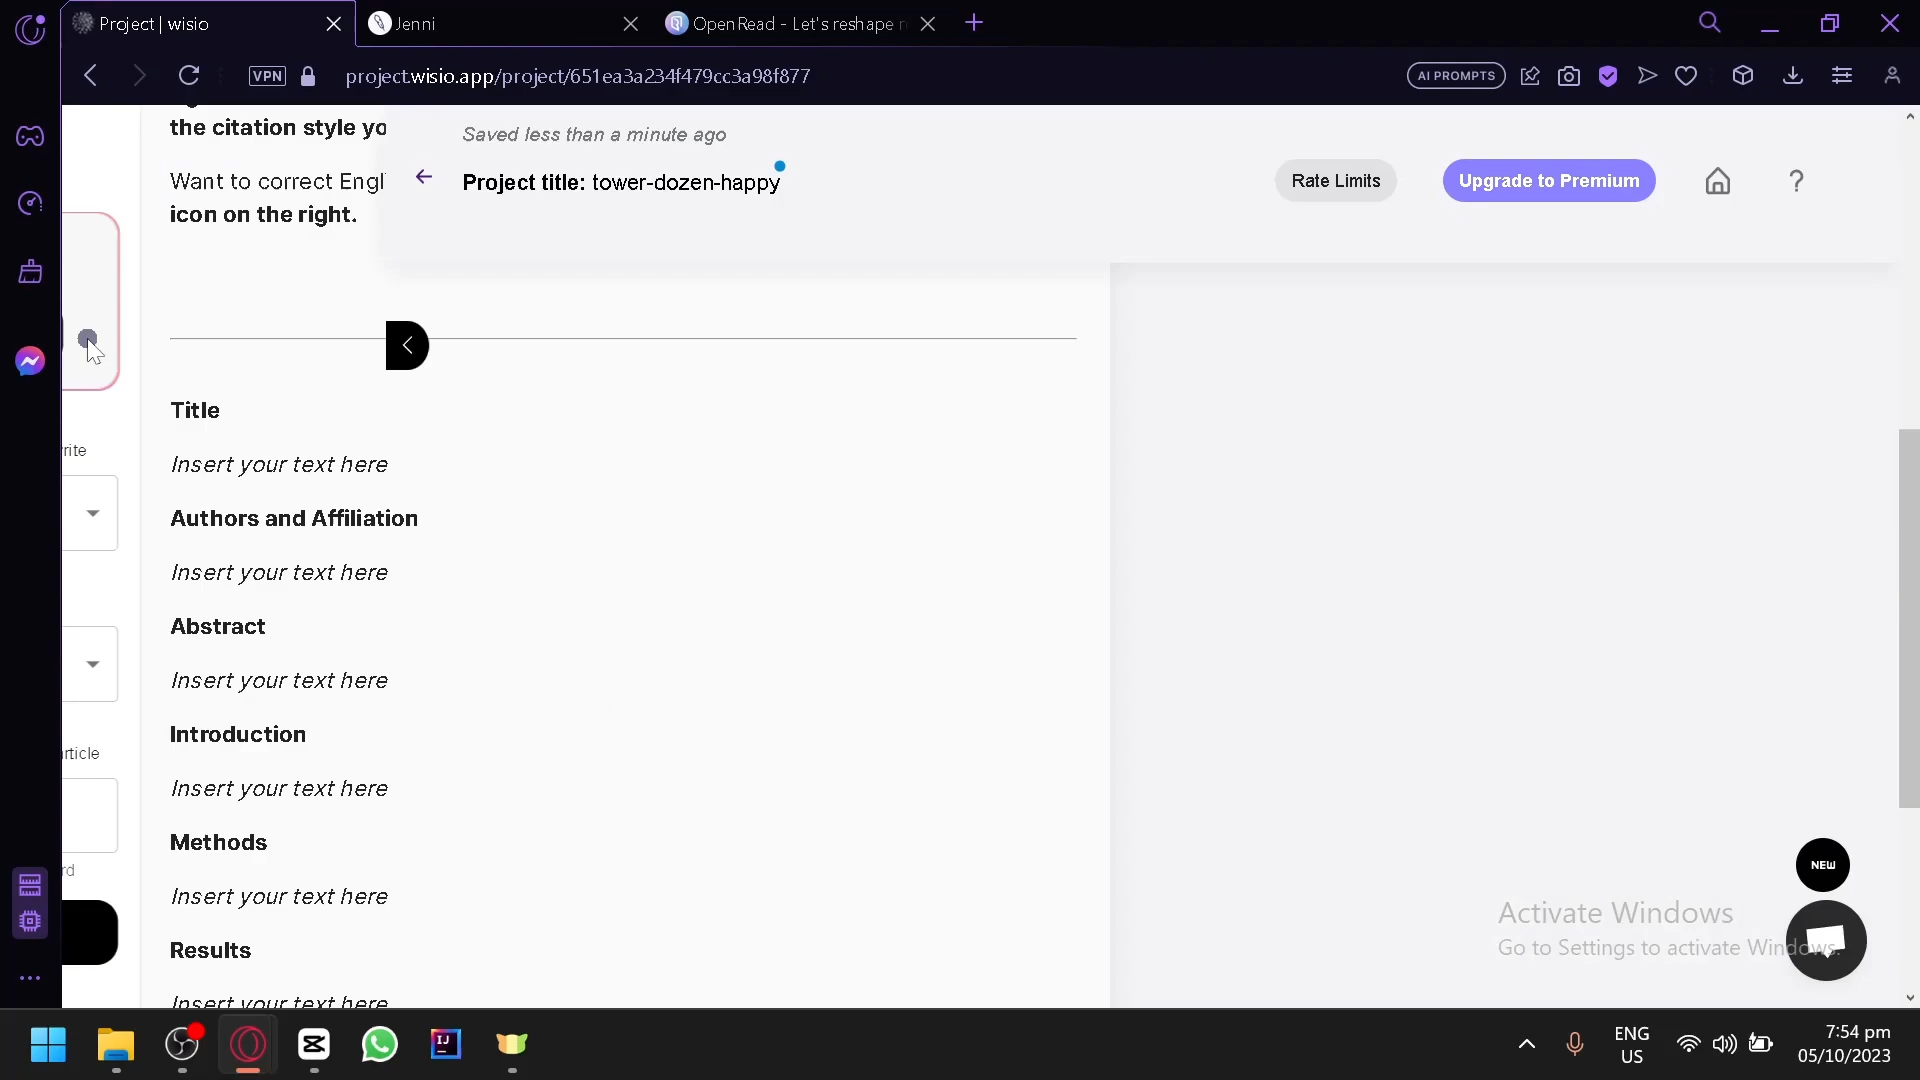 Project | wisio
Jenni
OpenRead - Let's reshape r
VPN
project.wisio.app/project/651ea3a234f479cc3a98f877
AI PROMPTS
the citation style yo
Saved less than a minute ago
Want to correct Engl
Project title: tower-dozen-happy
Rate Limits
Upgrade to Premium
icon on the right.
Title
rite
Insert your text here
Authors and Affiliation
Insert your text here
Abstract
Insert your text here
Introduction
rticle
Insert your text here
Methods
rd
NEW
Insert your text here
Activate Windows
Go to Settings to activate Windows.
Results
Insert your text here
IJ
ENG
US
7:54 pm
05/10/2023